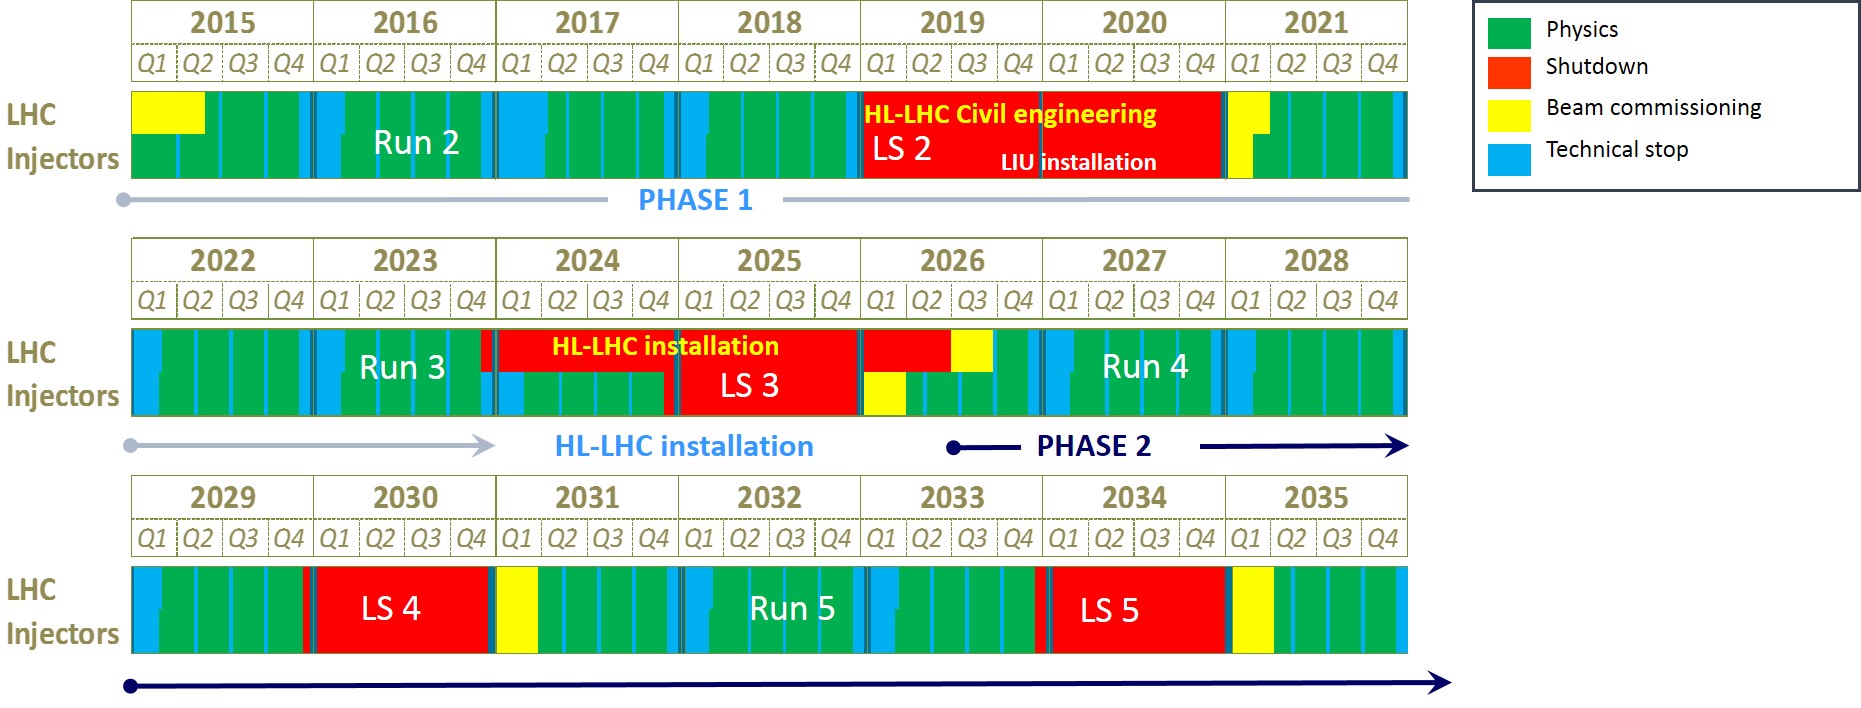 2015 2016 2017 2018 2019 2020 2021
Q1 Q2 Q3 Q4 Q1 Q2 Q3 Q4 Q1 Q2 Q3 Q4 Q1 Q2 Q3 Q4 Q1 Q2 Q3 Q4 Q1 Q2 Q3 Q4 Q1 Q2 Q3 Q4
LHC
Injectors
HL-LHC Civil engineering
Run 2
LS 2
LIU installation
PHASE 1
Physics
Shutdown
Beam commissioning
Technical stop
2022 2023 2024 2025 2026 2027 2028
Q1 Q2 Q3 Q4 Q1 Q2 Q3 Q4 Q1 Q2 Q3 Q4 Q1 Q2 Q3 Q4 Q1 Q2 Q3 Q4 Q1 Q2 Q3 Q4 Q1 Q2 Q3 Q4
LHC
Injectors
Run 3
HL-LHC installation
LS 3
Run 4
HL-LHC installation
PHASE 2
2029 2030 2031 2032 2033 2034 2035
Q1 Q2 Q3 Q4 Q1 Q2 Q3 Q4 Q1 Q2 Q3 Q4 Q1 Q2 Q3 Q4 Q1 Q2 Q3 Q4 Q1 Q2 Q3 Q4 Q1 Q2 Q3 Q4
LHC
Injectors
LS 4
Run 5
LS 5